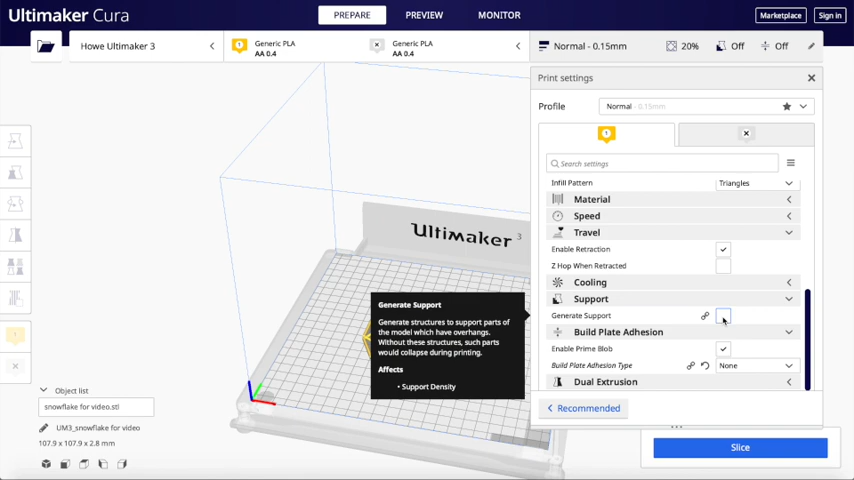 Ultimaker Cura
PREPARE
PREVIEW
MONITOR
Marketplace
Sign in
Howe Ultimaker 3
1
Generic PLA
AA 0.4
Generic PLA
AA 0.4
Normal - 0.15mm
20%
Off
Off
Print settings
Profile
Normal - 0.15mm
1
Search settings
Infill Pattern
Triangles
Material
Speed
Travel
Enable Retraction
Z Hop When Retracted
Cooling
Support
Generate Support
Build Plate Adhesion
Enable Prime Blob
Build Plate Adhesion Type
None
Dual Extrusion
Recommended
Slice
Ultimaker 3
Generate Support
Generate structures to support parts of
the model which have overhangs.
Without these structures, such parts
would collapse during printing.
Affects
• Support Density
Object list
snowflake for video.stl
UM3_snowflake for video
107.9 x 107.9 x 2.8 mm